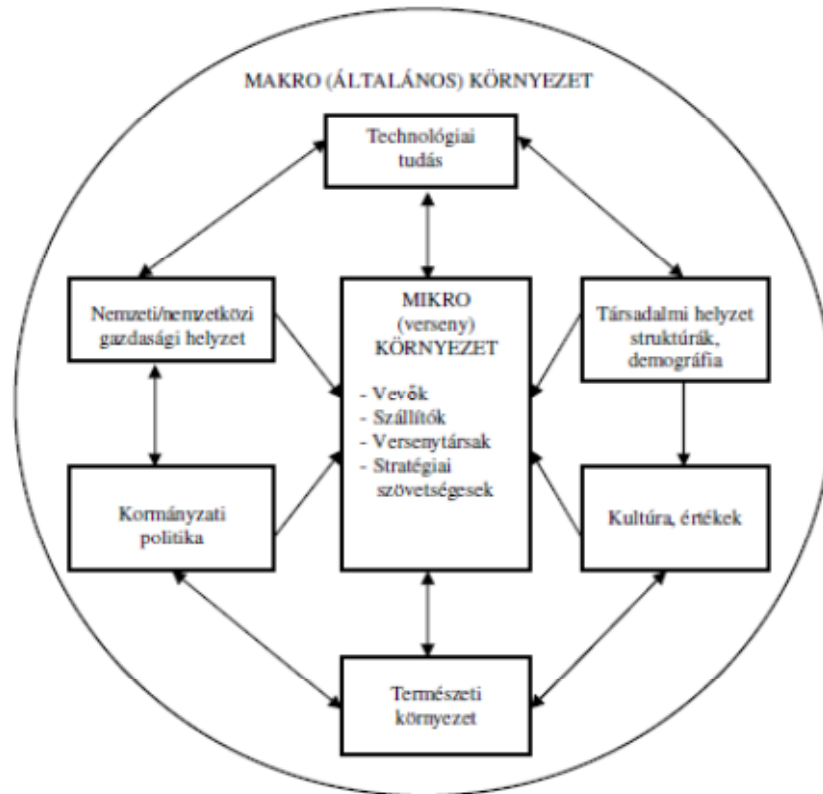 MAKRO (ÁLTALÁNOS) KÖRNYEZET
Technológiai
tudás
Nemzeti/nemzetközi
gazdasági helyzet
MIKRO
(verseny)
KÖRNYEZET
- Vevők
- Szállítók
- Versenytársak
- Stratégiai
szövetségesek
Társadalmi helyzet
struktúrák,
demográfia
Kormányzati
politika
Kultúra, értékek
Természeti
környezet